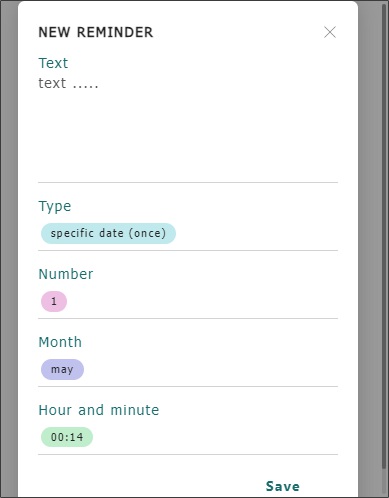 NEW REMINDER
Text
text .....
Type
specific date (once)
Number
1
Month
may
Hour and minute
00:14
Save